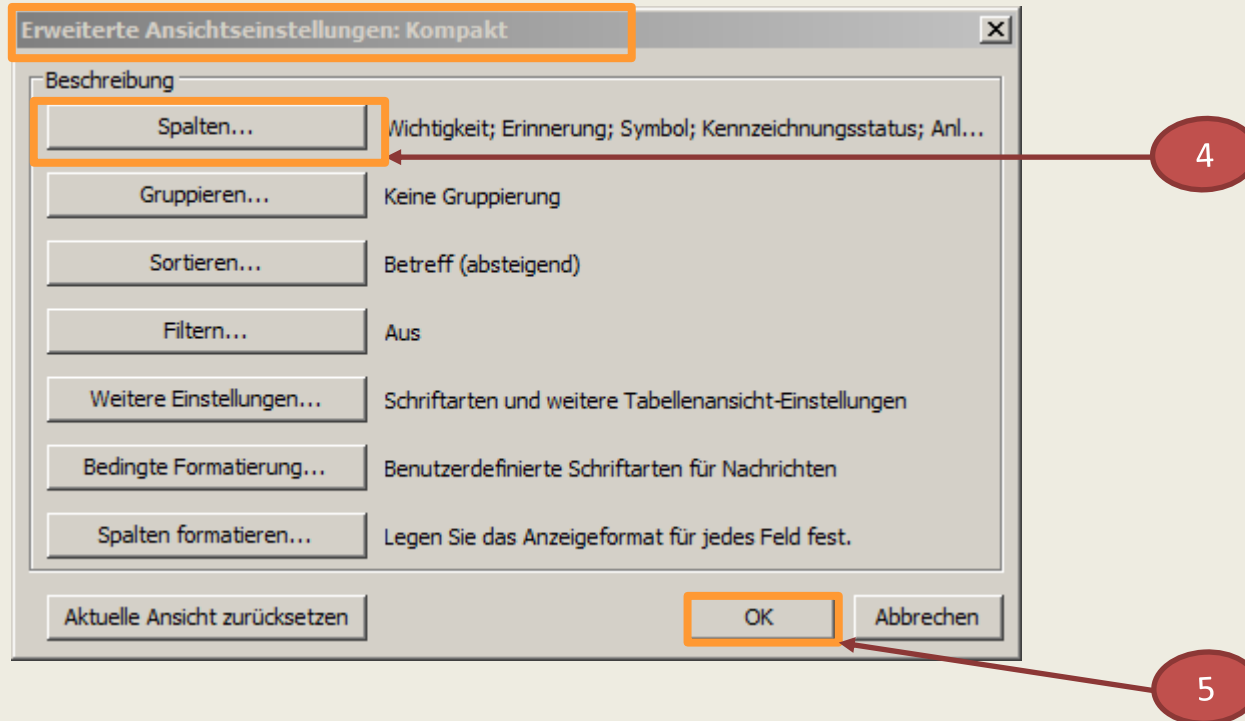 Erweiterte Ansichtseinstellungen: Kompakt
Beschreibung
Spalten... Wichtigkeit; Erinnerung; Symbol; Kennzeichnungsstatus; Anl...
4
Gruppieren... Keine Gruppierung
Sortieren... Betreff (absteigend)
Filtern... Aus
Weitere Einstellungen... Schriftarten und weitere Tabellenansicht-Einstellungen
Bedingte Formatierung... Benutzerdefinierte Schriftarten für Nachrichten
Spalten formatieren... Legen Sie das Anzeigeformat für jedes Feld fest.
Aktuelle Ansicht zurücksetzen OK Abbrechen
5